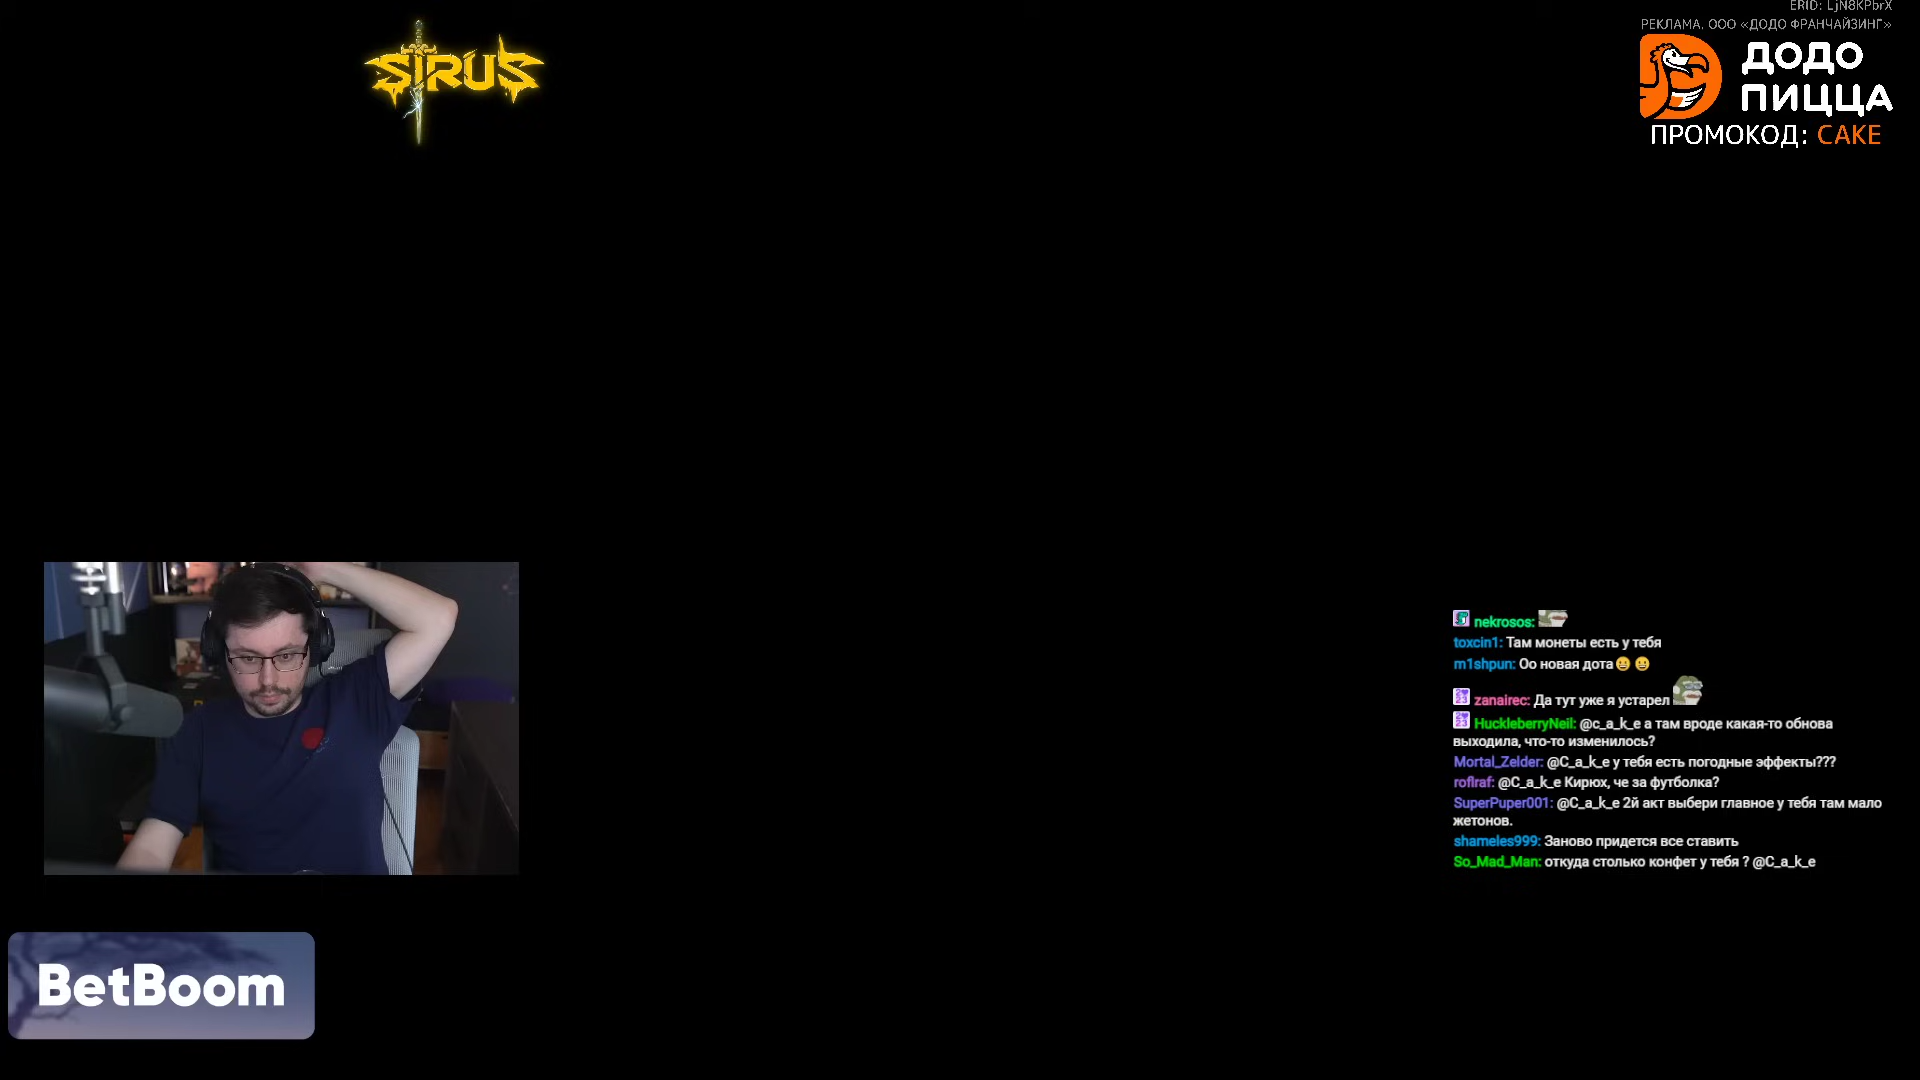 SIRUS
ERID: LjN8KPbrX
РЕКЛАМА. ООО «ДОДО ФРАНЧАЙЗИНГ»
ДОДО
ПИЦЦА
ПРОМОКОД: CAKE
nekrosos:
toxcin1: Там монеты есть у тебя
m1shpun: Оо новая дота
zanairec: Да тут уже я устарел
HuckleberryNeil: @c_a_k_e а там вроде какая-то обнова
выходила, что-то изменилось?
Mortal_Zelder: @C_a_k_e у тебя есть погодные эффекты???
roflraf: @C_a_k_e Кирюх, че за футболка?
SuperPuper001: @C_a_k_e 2й акт выбери главное у тебя там мало
жетонов.
shameles999: Заново придется все ставить
So_Mad_Man: откуда столько конфет у тебя ? @C_a_k_e
BetBoom